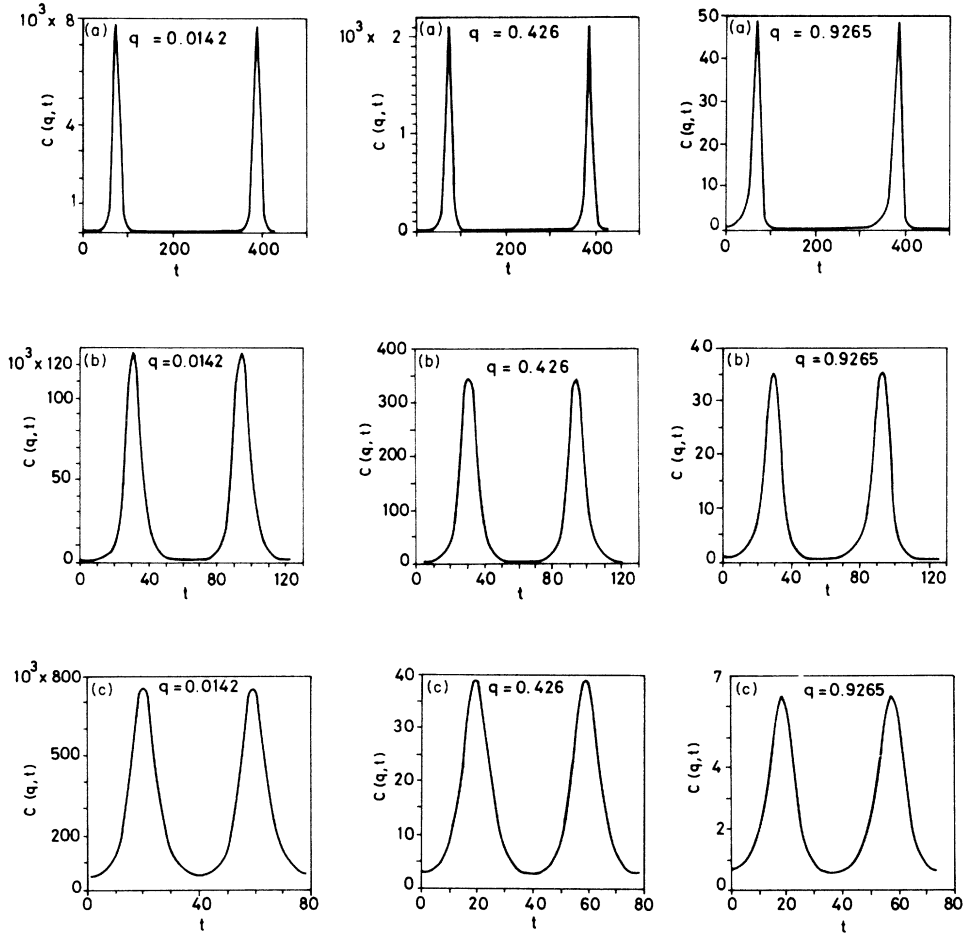 10³ x 8
(a)
q = 0.0142
4
1
C (q,t)
0 200 400
t
10³ x
2
(a)
q = 0.426
1
0
C (q,t)
0 200 400
t
50
(a)
q = 0.9265
40
30
20
10
0
C (q,t)
0 200 400
t
10³ x 120
(b)
q = 0.0142
100
50
0
C (q,t)
0 40 80 120
t
400
(b)
q = 0.426
300
200
100
0
C (q,t)
0 40 80 120
t
40
(b)
q = 0.9265
30
20
10
0
C (q,t)
0 40 80 120
t
10³ x 800
(c)
q = 0.0142
500
200
0
C (q,t)
0 20 40 60 80
t
40
(c)
q = 0.426
30
20
10
0
C (q,t)
0 20 40 60 80
t
7
(c)
q = 0.9265
4
2
0
C (q,t)
0 20 40 60 80
t